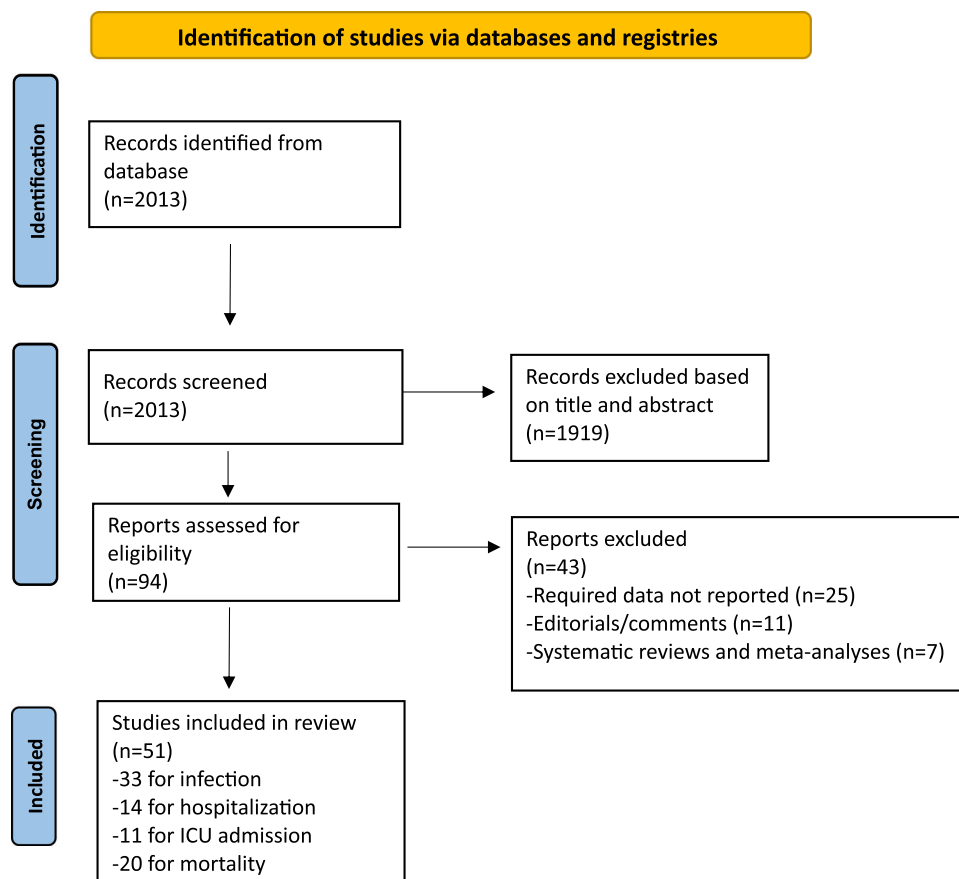 Identification of studies via databases and registries
Identification
Records identified from
database
(n=2013)
Screening
Records screened
(n=2013)
Records excluded based
on title and abstract
(n=1919)
Reports assessed for
eligibility
(n=94)
Reports excluded
(n=43)
-Required data not reported (n=25)
-Editorials/comments (n=11)
-Systematic reviews and meta-analyses (n=7)
Included
Studies included in review
(n=51)
-33 for infection
-14 for hospitalization
-11 for ICU admission
-20 for mortality